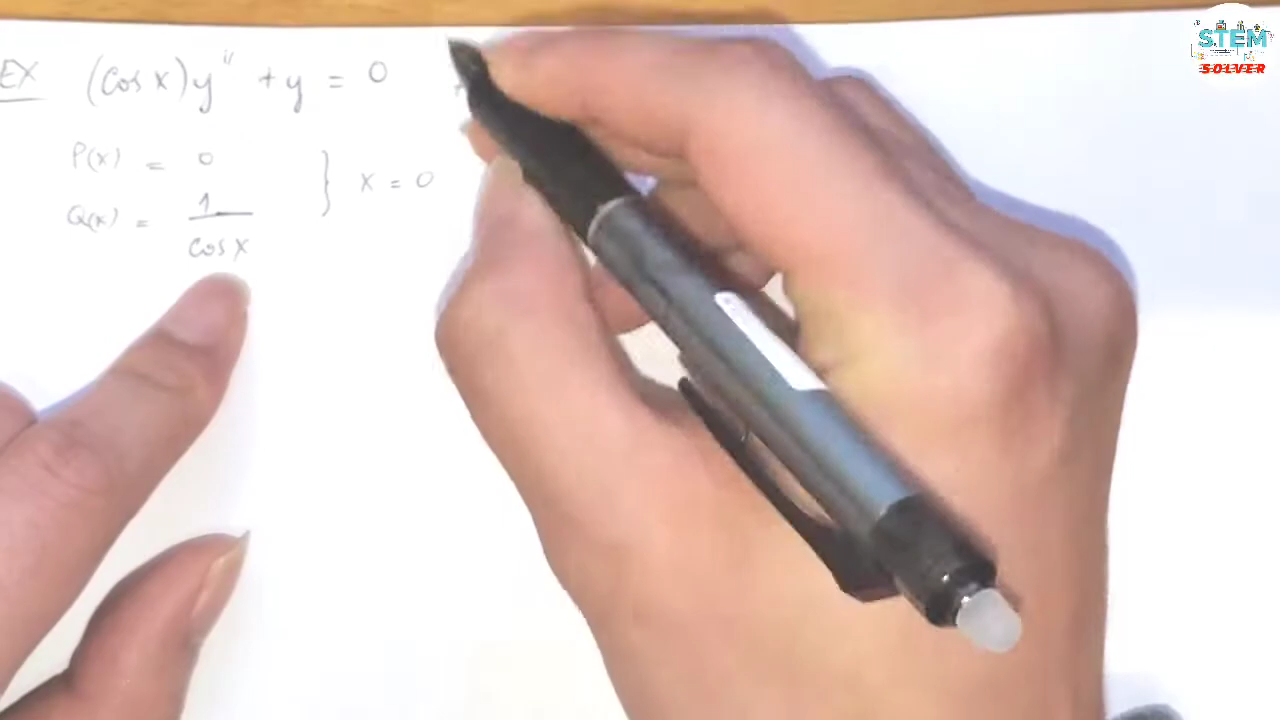 EX (cos x)y'' + y = 0
P(x) = 0
Q(x) = 1/cos x } x = 0
STEM
SOLVER